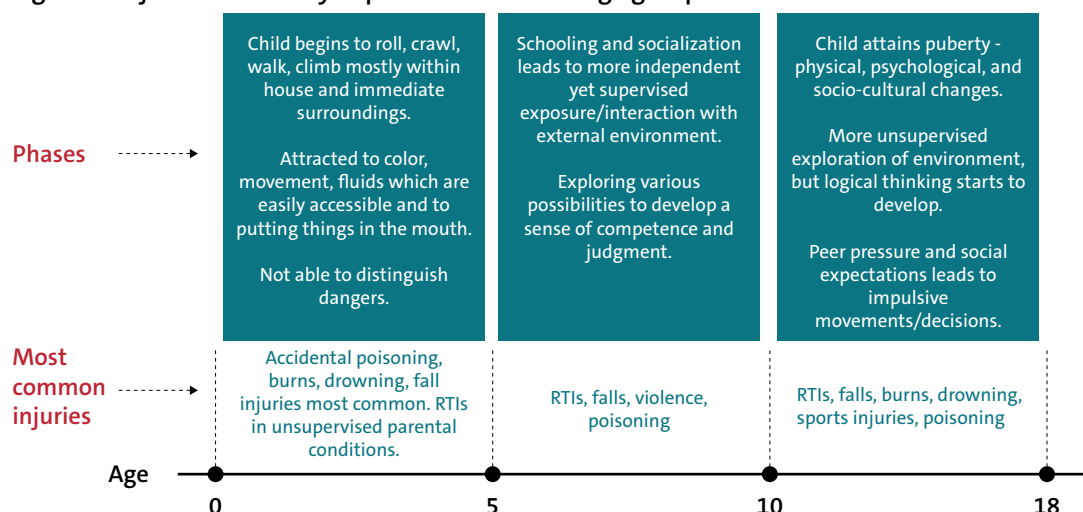 Phases
Child begins to roll, crawl,
walk, climb mostly within
house and immediate
surroundings.
Attracted to color,
movement, fluids which are
easily accessible and to
putting things in the mouth.
Not able to distinguish
dangers.
Schooling and socialization
leads to more independent
yet supervised
exposure/interaction with
external environment.
Exploring various
possibilities to develop a
sense of competence and
judgment.
Child attains puberty -
physical, psychological, and
socio-cultural changes.
More unsupervised
exploration of environment,
but logical thinking starts to
develop.
Peer pressure and social
expectations leads to
impulsive
movements/decisions.
Most
common
injuries
Accidental poisoning,
burns, drowning, fall
injuries most common. RTIs
in unsupervised parental
conditions.
RTIs, falls, violence,
poisoning
RTIs, falls, burns, drowning,
sports injuries, poisoning
Age
0
5
10
18